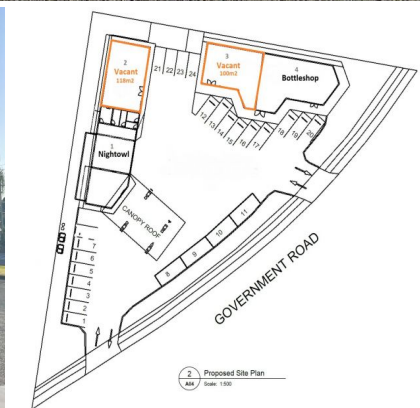 2
Vacant
118m2
3
Vacant
100m2
4
Bottleshop
21 22 23 24
12 13 14 15 16 17
18 19 20
1
Nightowl
CANOPY ROOF
7
6
5
4
3
2
1
8 9 10 11
GOVERNMENT ROAD
2 Proposed Site Plan
A04 Scale: 1:500